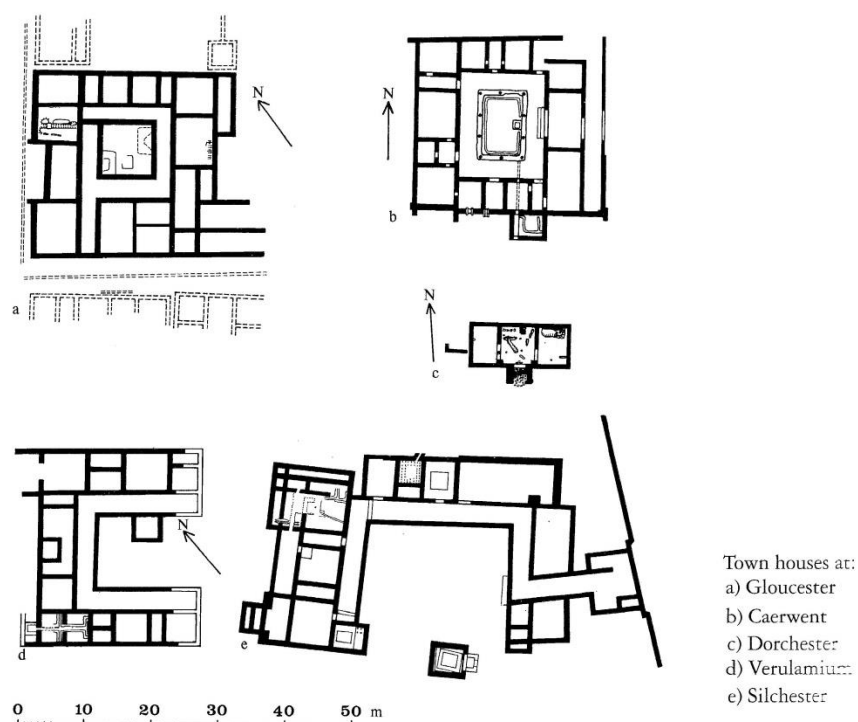 N
N
a
b
N
c
N
d
e
Town houses at:
a) Gloucester
b) Caerwent
c) Dorchester
d) Verulamium
e) Silchester
0 10 20 30 40 50 m